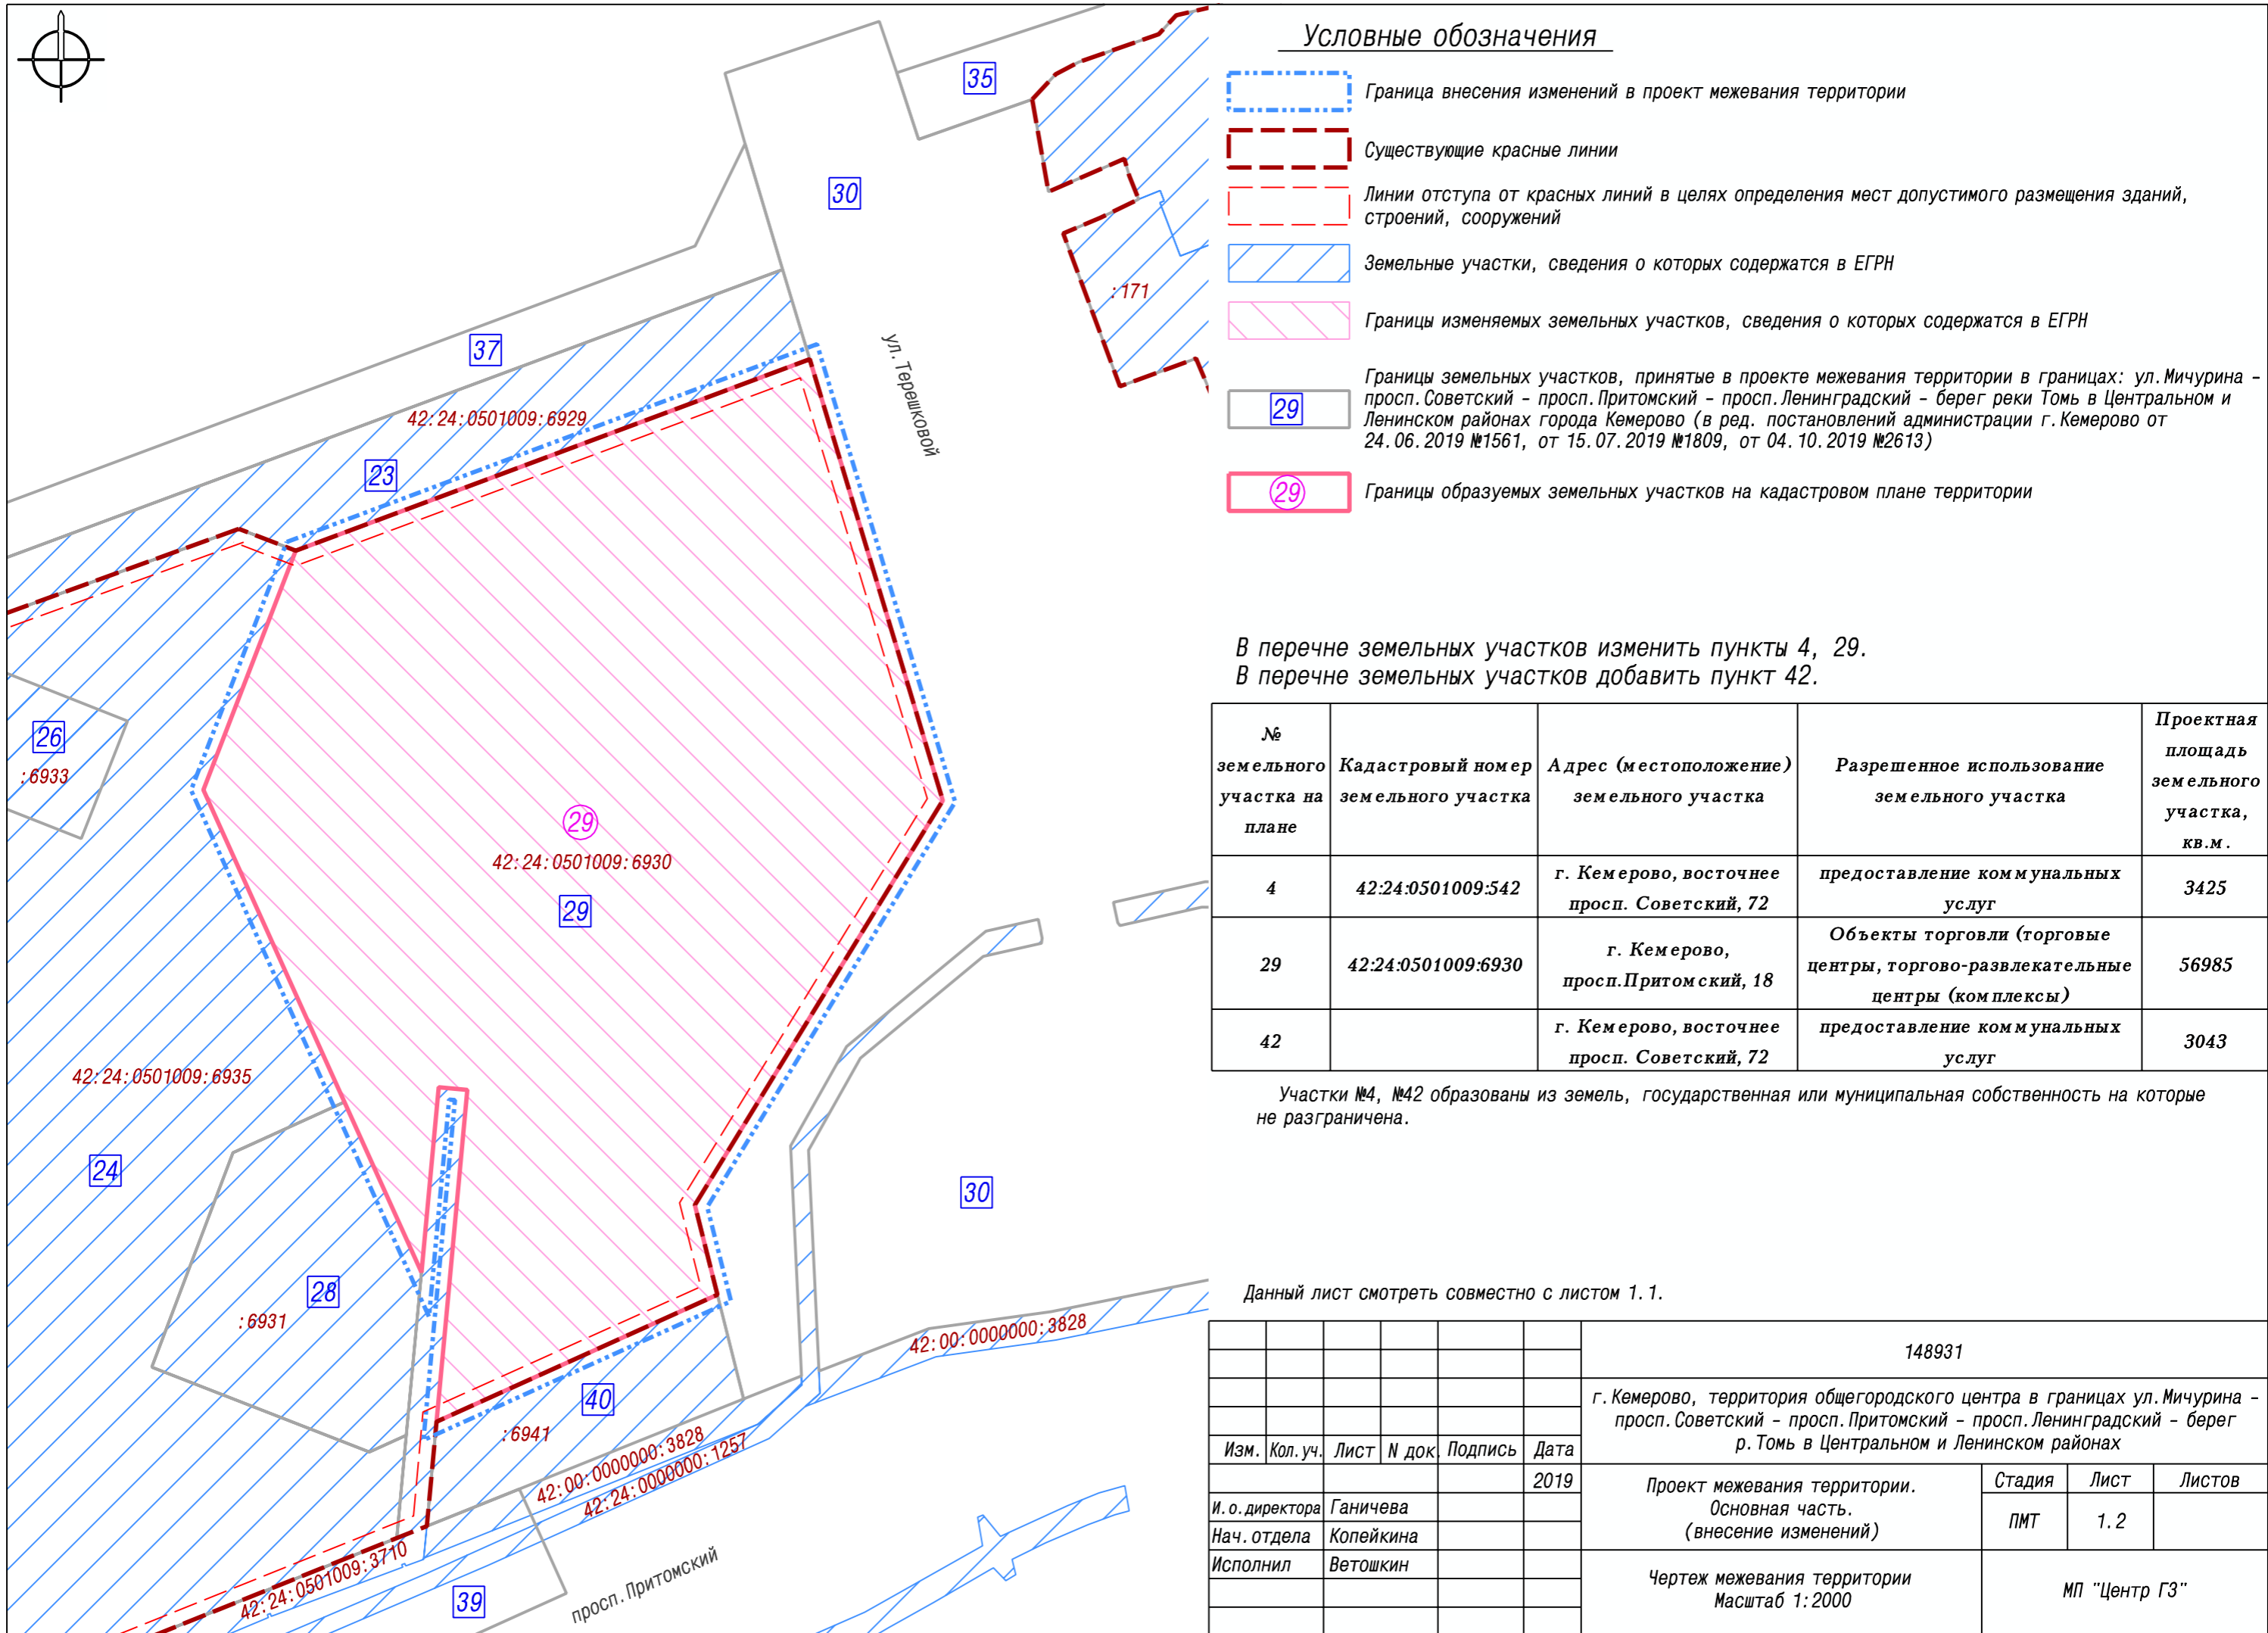 35
30
37
ул.Терешковой
:171
42:24:0501009:6929
23
26
:6933
29
42:24:0501009:6930
29
42:24:0501009:6935
24
28
:6931
30
42:00:0000000:3828
40
:6941
42:00:0000000:3828
42:24:0000000:1257
42:24:0501009:3710
39
просп.Притомский
Условные обозначения
Граница внесения изменений в проект межевания территории
Существующие красные линии
Линии отступа от красных линий в целях определения мест допустимого размещения зданий,
строений, сооружений
Земельные участки, сведения о которых содержатся в ЕГРН
Границы изменяемых земельных участков, сведения о которых содержатся в ЕГРН
29
Границы земельных участков, принятые в проекте межевания территории в границах: ул.Мичурина -
просп.Советский - просп.Притомский - просп.Ленинградский - берег реки Томь в Центральном и
Ленинском районах города Кемерово (в ред. постановлений администрации г.Кемерово от
24.06.2019 №1561, от 15.07.2019 №1809, от 04.10.2019 №2613)
29
Границы образуемых земельных участков на кадастровом плане территории
В перечне земельных участков изменить пункты 4, 29.
В перечне земельных участков добавить пункт 42.
№
земельного
участка на
плане
Кадастровый номер
земельного участка
Адрес (местоположение)
земельного участка
Разрешенное использование
земельного участка
Проектная
площадь
земельного
участка,
кв.м.
4
42:24:0501009:542
г. Кемерово, восточнее
просп. Советский, 72
предоставление коммунальных
услуг
3425
29
42:24:0501009:6930
г. Кемерово,
просп.Притомский, 18
Объекты торговли (торговые
центры, торгово-развлекательные
центры (комплексы)
56985
42
г. Кемерово, восточнее
просп. Советский, 72
предоставление коммунальных
услуг
3043
Участки №4, №42 образованы из земель, государственная или муниципальная собственность на которые
не разграничена.
Данный лист смотреть совместно с листом 1.1.
148931
г.Кемерово, территория общегородского центра в границах ул.Мичурина -
просп.Советский - просп.Притомский - просп.Ленинградский - берег
р.Томь в Центральном и Ленинском районах
Изм. Кол.уч. Лист N док. Подпись Дата
2019
Проект межевания территории.
Основная часть.
(внесение изменений)
Стадия Лист Листов
ПМТ 1.2
И.о.директора Ганичева
Нач.отдела Копейкина
Исполнил Ветошкин
Чертеж межевания территории
Масштаб 1:2000
МП "Центр ГЗ"